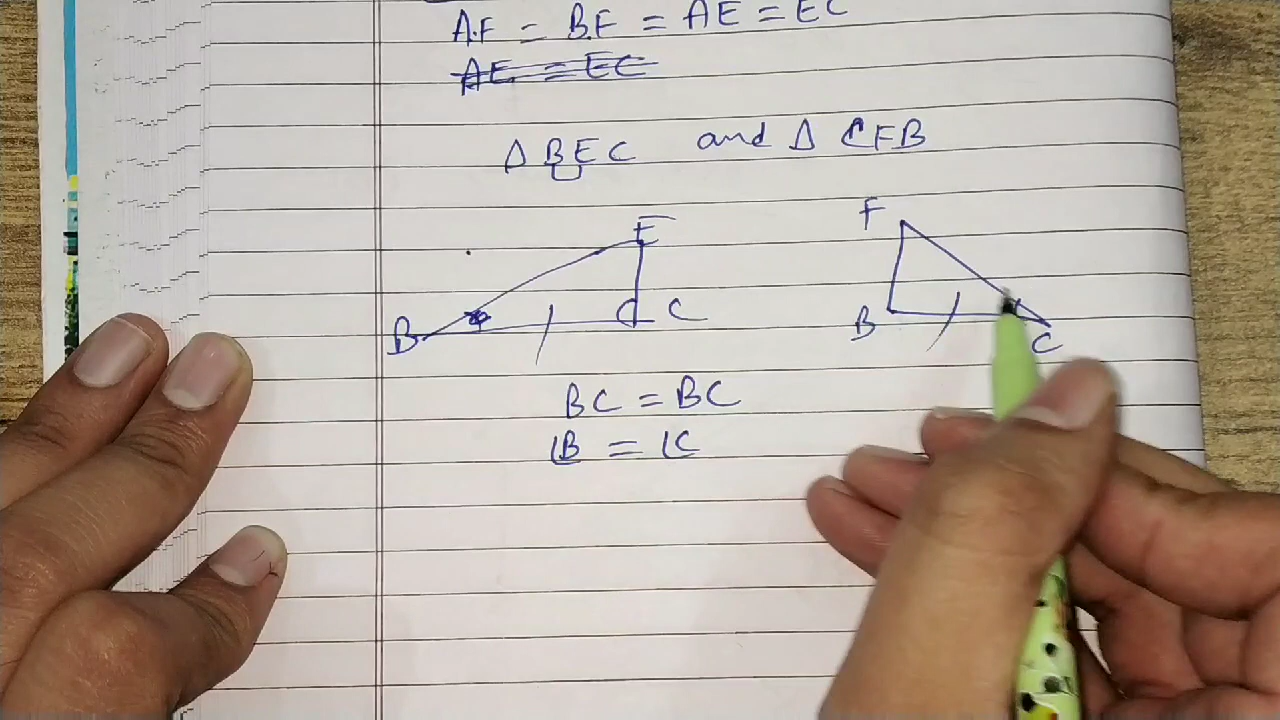 AF = BF = AE = EC
AE = EC
Δ BEC and Δ CFB
E
F
B
C
B
C
BC = BC
∠B = ∠C